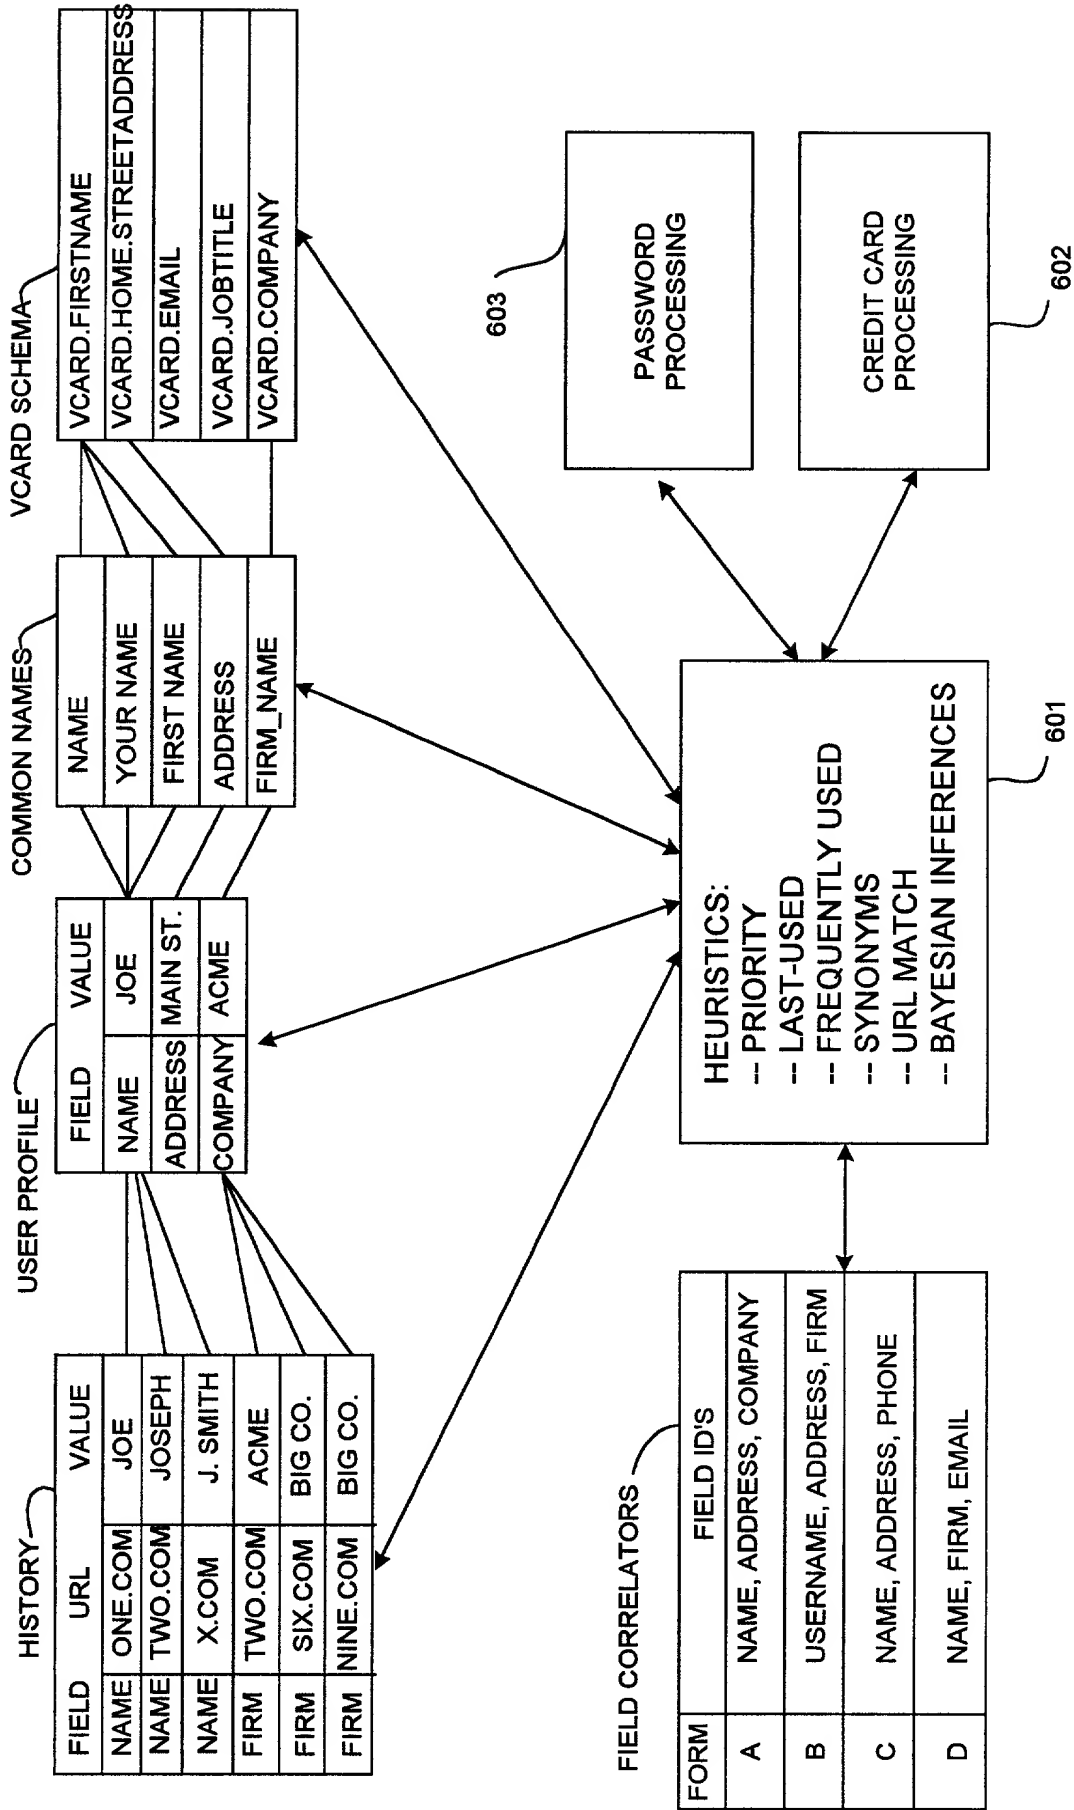 HISTORY
FIELD URL VALUE
NAME ONE.COM JOE
NAME TWO.COM JOSEPH
NAME X.COM J. SMITH
FIRM TWO.COM ACME
FIRM SIX.COM BIG CO.
FIRM NINE.COM BIG CO.
USER PROFILE
FIELD VALUE
NAME JOE
ADDRESS MAIN ST.
COMPANY ACME
COMMON NAMES
NAME
YOUR NAME
FIRST NAME
ADDRESS
FIRM_NAME
VCARD SCHEMA
VCARD.FIRSTNAME
VCARD.HOME.STREETADDRESS
VCARD.EMAIL
VCARD.JOBTITLE
VCARD.COMPANY
FIELD CORRELATORS
FORM FIELD ID'S
A NAME, ADDRESS, COMPANY
B USERNAME, ADDRESS, FIRM
C NAME, ADDRESS, PHONE
D NAME, FIRM, EMAIL
HEURISTICS:
-- PRIORITY
-- LAST-USED
-- FREQUENTLY USED
-- SYNONYMS
-- URL MATCH
-- BAYESIAN INFERENCES
601
603
PASSWORD
PROCESSING
CREDIT CARD
PROCESSING
602